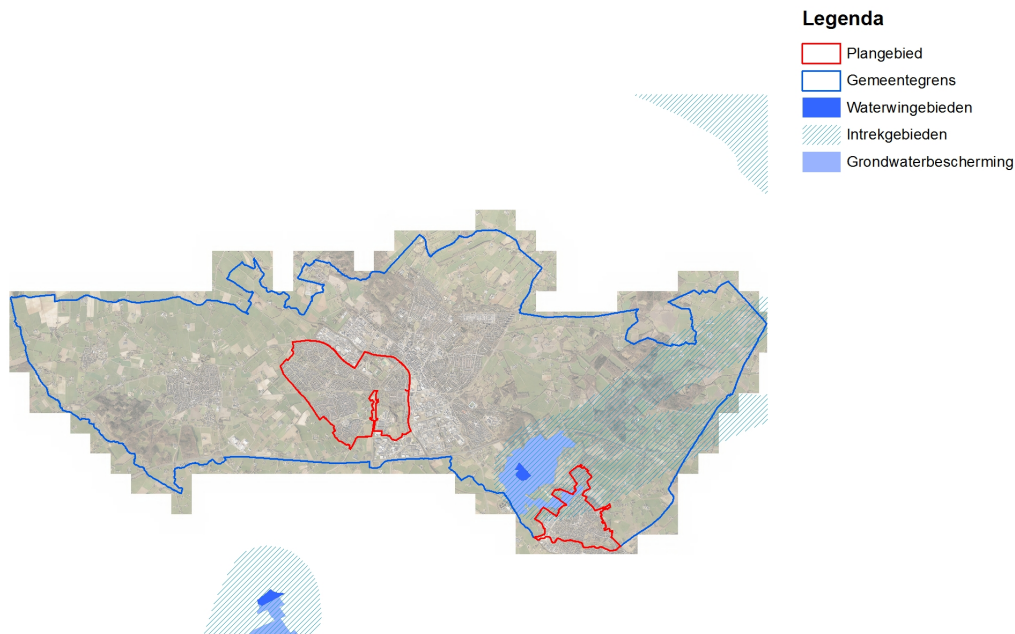 Legenda
Plangebied
Gemeentegrens
Waterwingebieden
Intrekgebieden
Grondwaterbescherming